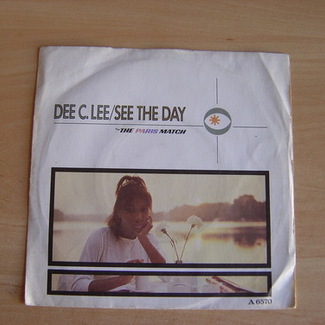 DEE C. LEE/SEE THE DAY
THE PARIS MATCH
A 6570